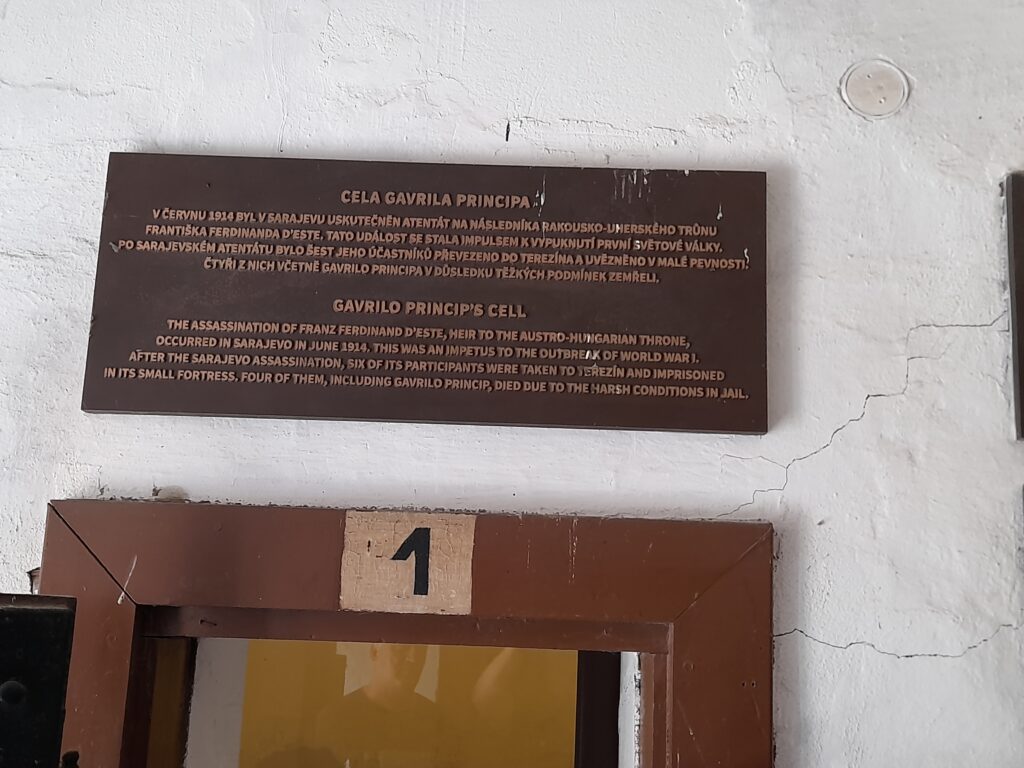 CELA GAVRILA PRINCIPA
V ČERVNU 1914 BYL V SARAJEVU USKUTEČNĚN ATENTÁT NA NÁSLEDNÍKA RAKOUSKO-UHERSKÉHO TRŮNU
FRANTIŠKA FERDINANDA D'ESTE. TATO UDÁLOST SE STALA IMPULSEM K VYPUKNUTÍ PRVNÍ SVĚTOVÉ VÁLKY.
PO SARAJEVSKÉM ATENTÁTU BYLO ŠEST JEHO ÚČASTNÍKŮ PŘEVEZENO DO TEREZÍNA A UVĚZNĚNO V MALÉ PEVNOSTI.
ČTYŘI Z NICH VČETNĚ GAVRILO PRINCIPA V DŮSLEDKU TĚŽKÝCH PODMÍNEK ZEMŘELI.
GAVRILO PRINCIP'S CELL
THE ASSASSINATION OF FRANZ FERDINAND D'ESTE, HEIR TO THE AUSTRO-HUNGARIAN THRONE,
OCCURRED IN SARAJEVO IN JUNE 1914. THIS WAS AN IMPETUS TO THE OUTBREAK OF WORLD WAR I.
AFTER THE SARAJEVO ASSASSINATION, SIX OF ITS PARTICIPANTS WERE TAKEN TO TEREZÍN AND IMPRISONED
IN ITS SMALL FORTRESS. FOUR OF THEM, INCLUDING GAVRILO PRINCIP, DIED DUE TO THE HARSH CONDITIONS IN JAIL.
1